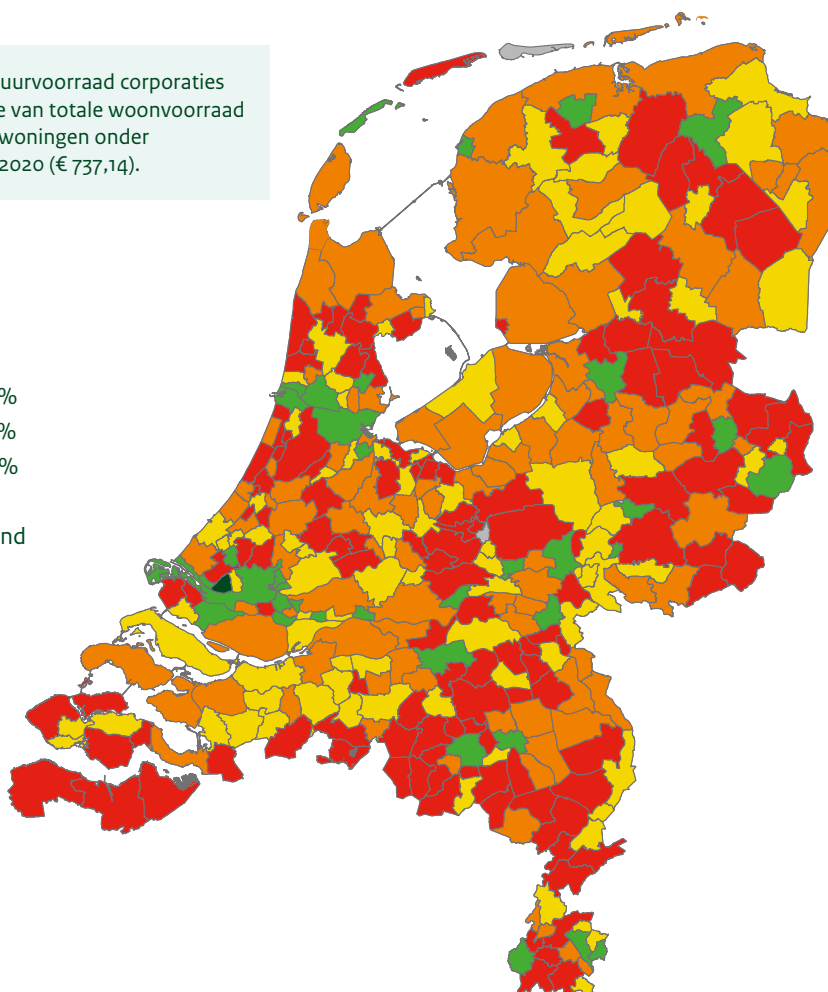 uurvoorraad corporaties
e van totale woonvoorraad
woningen onder
2020 (€ 737,14).
%
%
%
nd